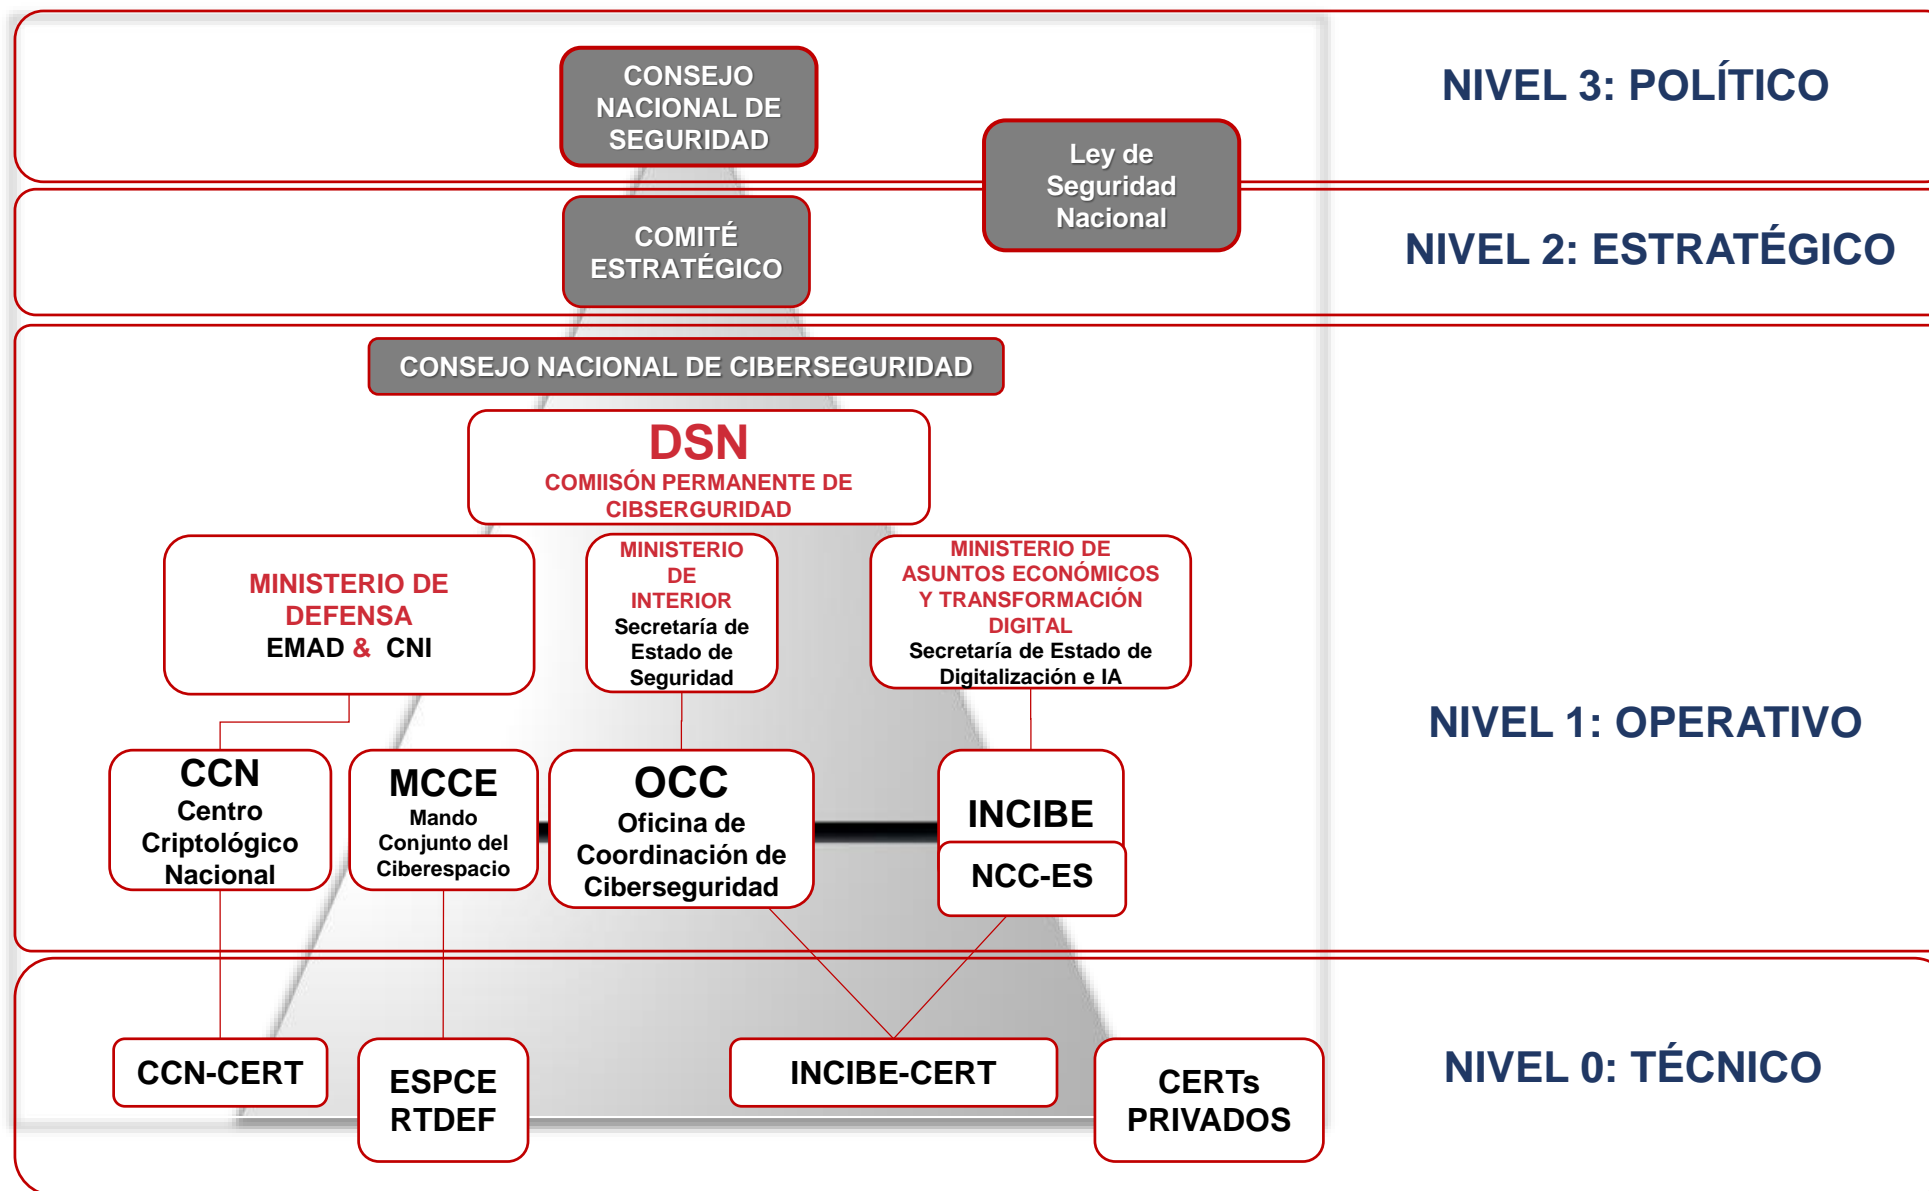 CONSEJO
NACIONAL DE
SEGURIDAD
NIVEL 3: POLÍTICO
Ley de
Seguridad
Nacional
COMITÉ
ESTRATÉGICO
NIVEL 2: ESTRATÉGICO
CONSEJO NACIONAL DE CIBERSEGURIDAD
DSN
COMIISÓN PERMANENTE DE
CIBSERGURIDAD
MINISTERIO DE
DEFENSA
EMAD & CNI
MINISTERIO
DE
INTERIOR
Secretaría de
Estado de
Seguridad
MINISTERIO DE
ASUNTOS ECONÓMICOS
Y TRANSFORMACIÓN
DIGITAL
Secretaría de Estado de
Digitalización e IA
NIVEL 1: OPERATIVO
CCN
Centro
Criptológico
Nacional
MCCE
Mando
Conjunto del
Ciberespacio
OCC
Oficina de
Coordinación de
Ciberseguridad
INCIBE
NCC-ES
CCN-CERT
ESPCE
RTDEF
INCIBE-CERT
CERTs
PRIVADOS
NIVEL 0: TÉCNICO